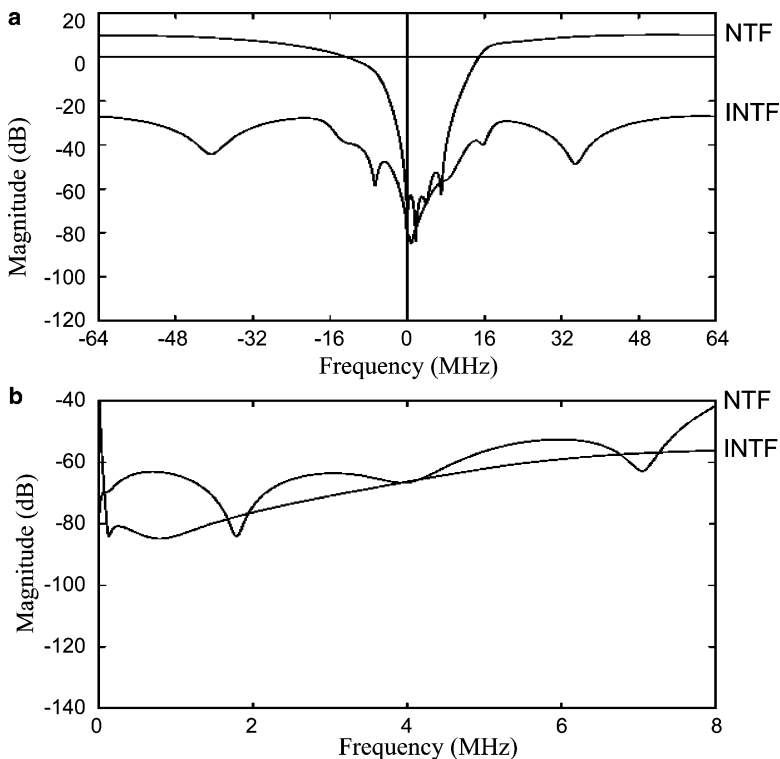 a
20
0
-20
-40
-60
-80
-100
-120
Magnitude (dB)
NTF
INTF
-64 -48 -32 -16 0 16 32 48 64
Frequency (MHz)
b
-40
-60
-80
-100
-120
-140
Magnitude (dB)
NTF
INTF
0 2 4 6 8
Frequency (MHz)